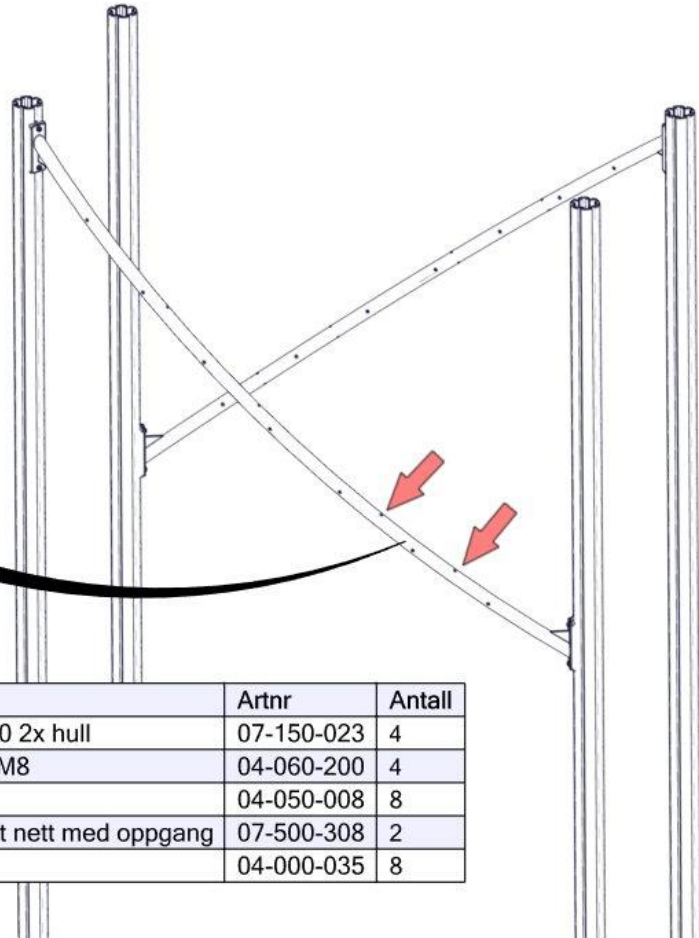 Artnr Antall
0 2x hull 07-150-023 4
M8 04-060-200 4
04-050-008 8
t nett med oppgang 07-500-308 2
04-000-035 8